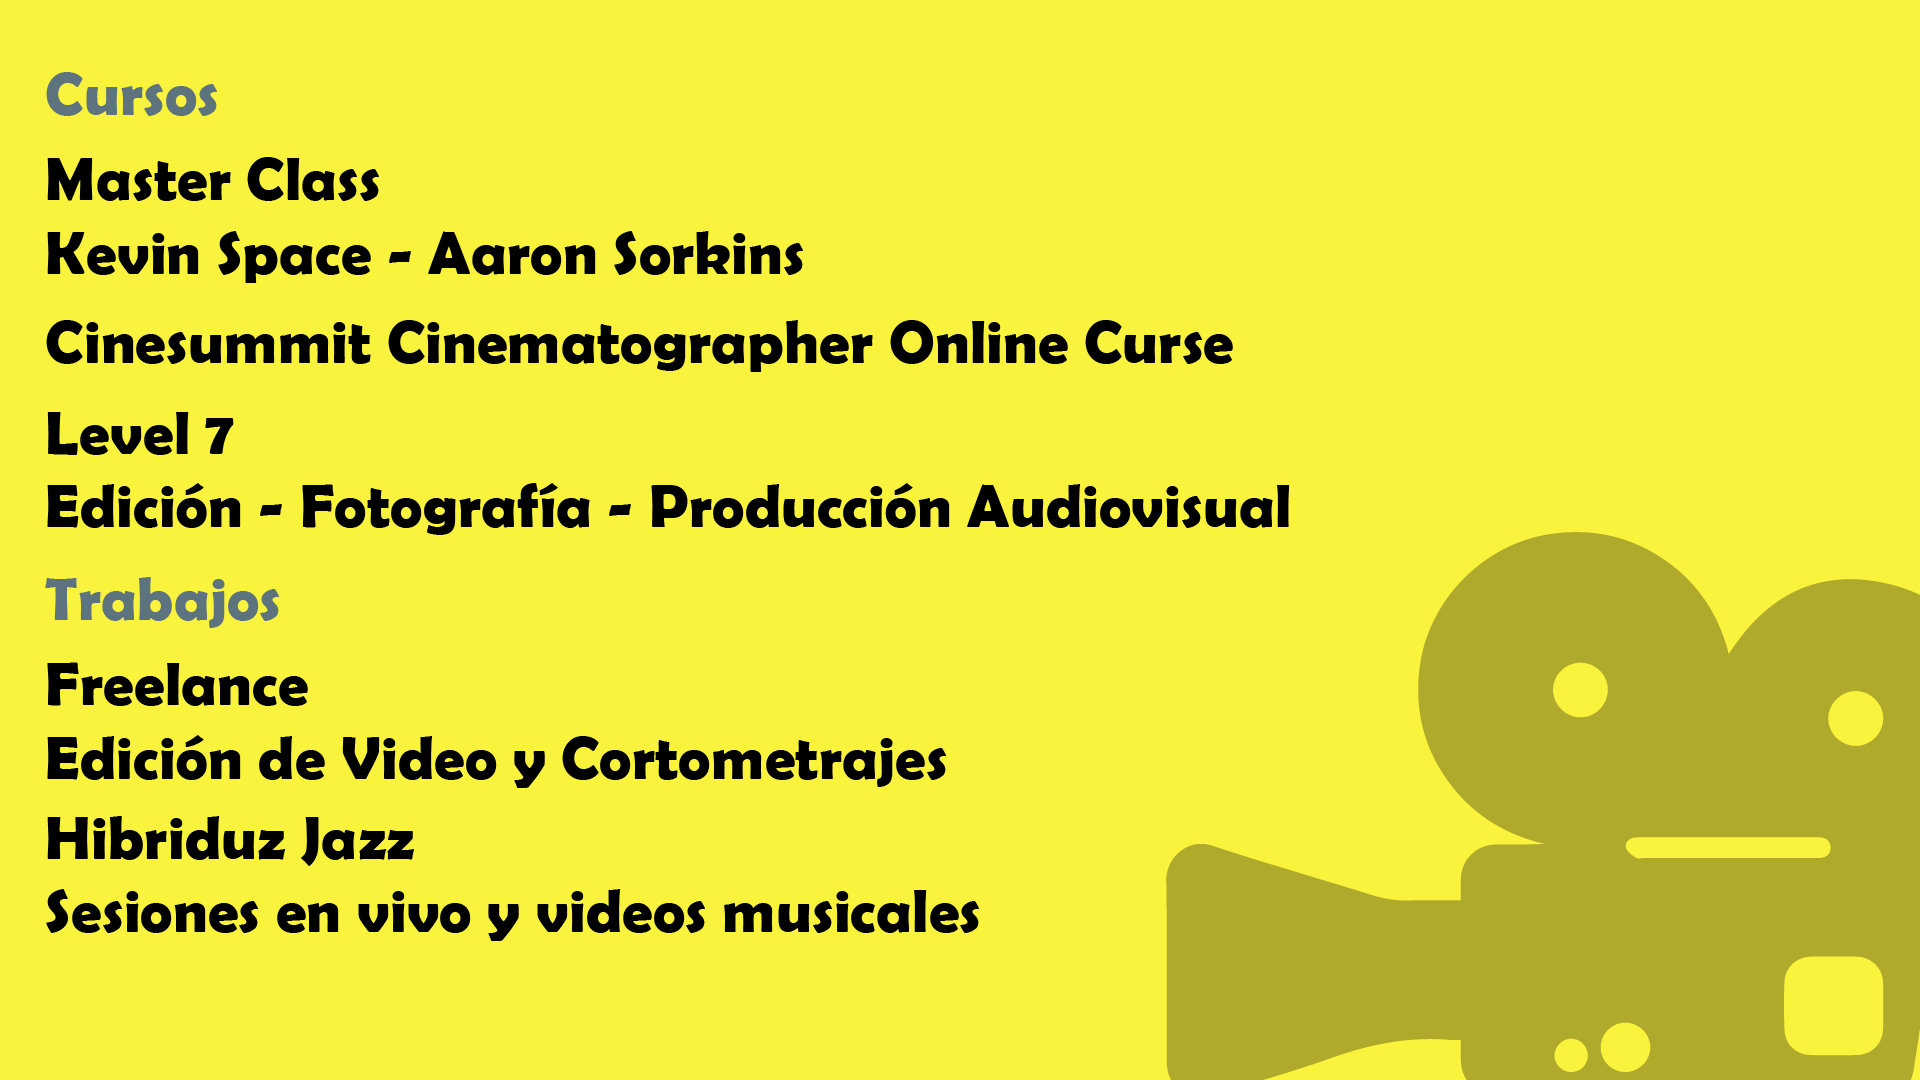 Cursos
Master Class
Kevin Space - Aaron Sorkins
Cinesummit Cinematographer Online Curse
Level 7
Edición - Fotografía - Producción Audiovisual
Trabajos
Freelance
Edición de Video y Cortometrajes
Hibriduz Jazz
Sesiones en vivo y videos musicales